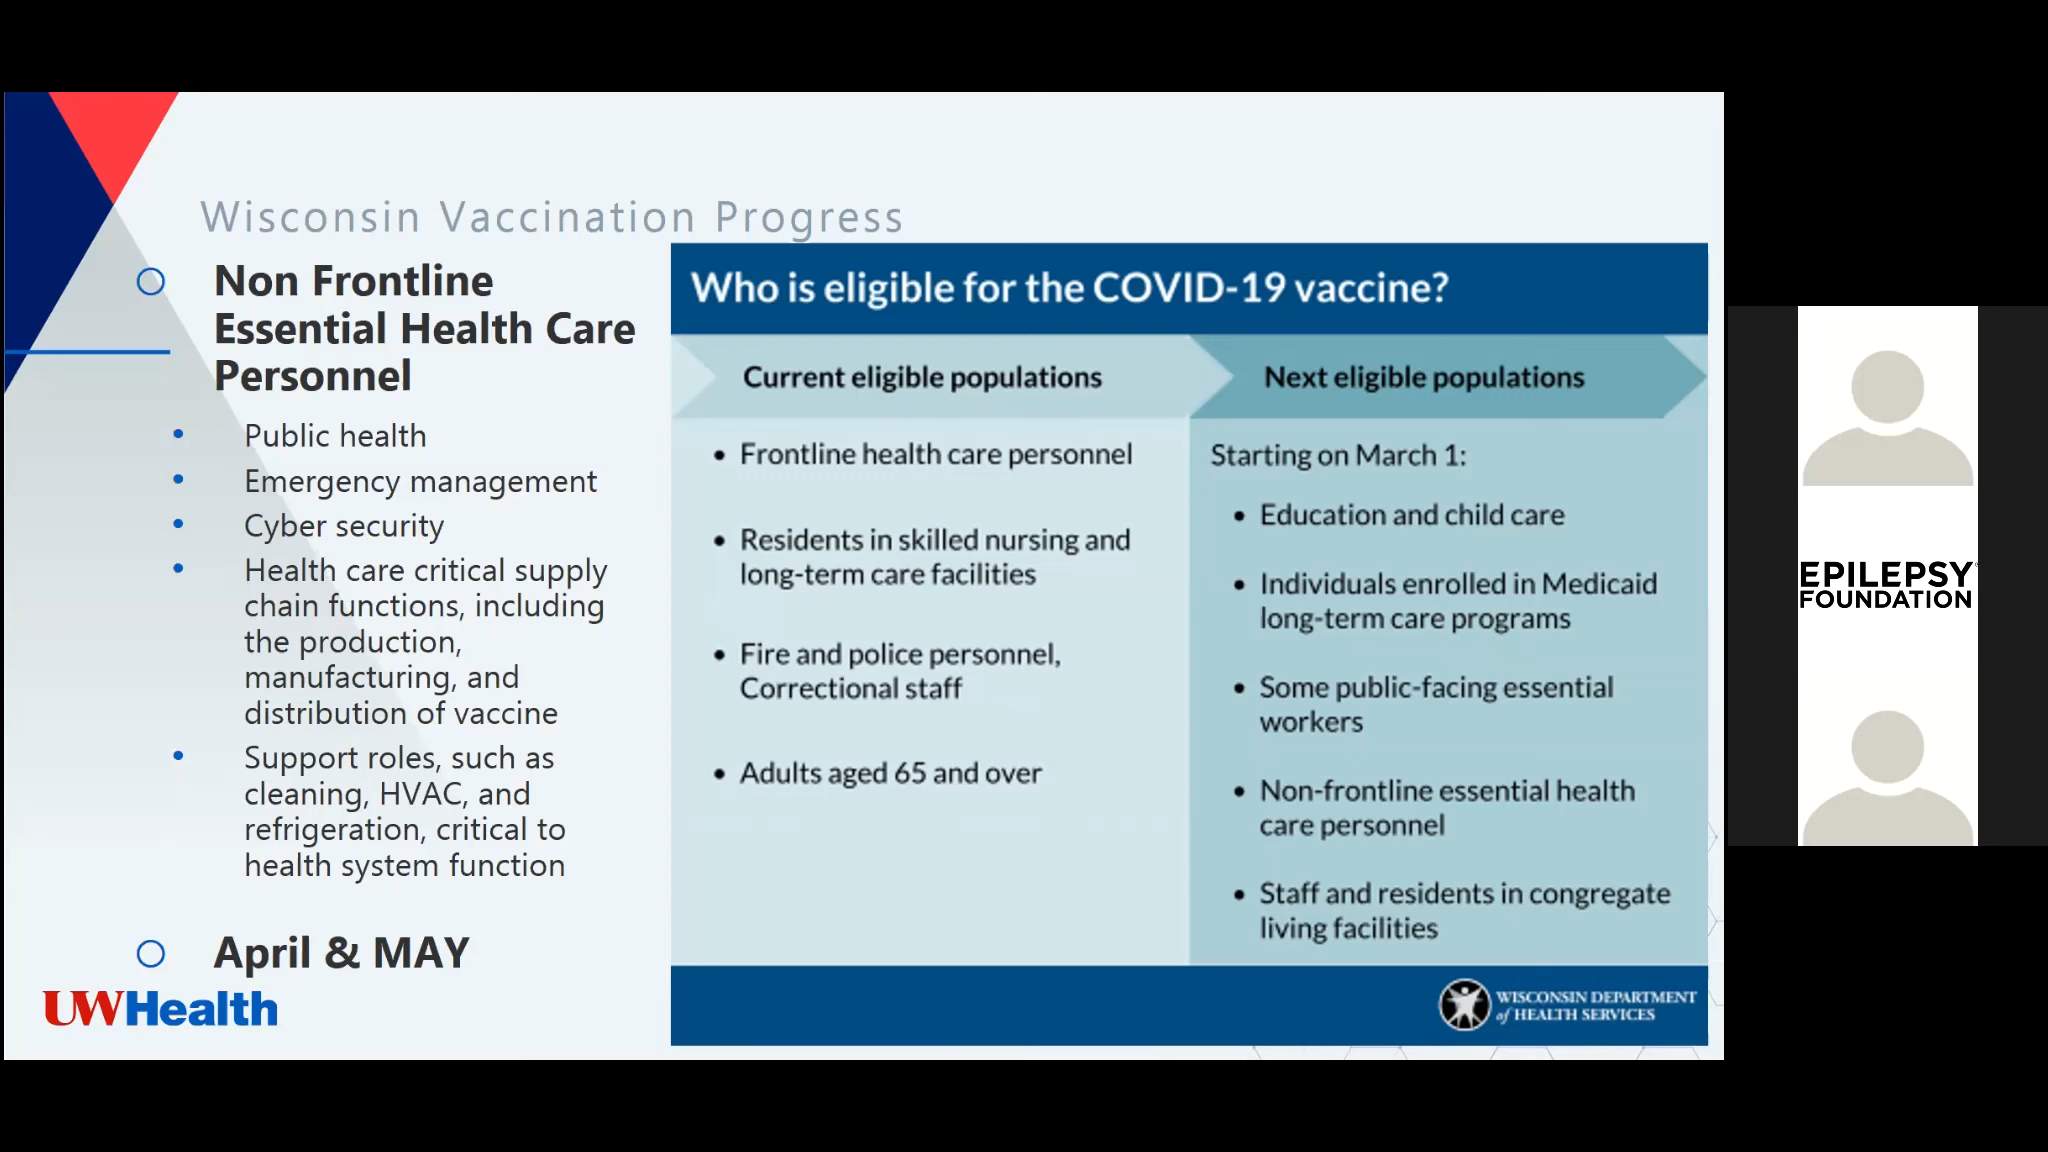 Wisconsin Vaccination Progress
Non Frontline
Essential Health Care
Personnel
• Public health
• Emergency management
• Cyber security
• Health care critical supply
chain functions, including
the production,
manufacturing, and
distribution of vaccine
• Support roles, such as
cleaning, HVAC, and
refrigeration, critical to
health system function
April & MAY
UWHealth
Who is eligible for the COVID-19 vaccine?
Current eligible populations
• Frontline health care personnel
• Residents in skilled nursing and
long-term care facilities
• Fire and police personnel,
Correctional staff
• Adults aged 65 and over
Next eligible populations
Starting on March 1:
• Education and child care
• Individuals enrolled in Medicaid
long-term care programs
• Some public-facing essential
workers
• Non-frontline essential health
care personnel
• Staff and residents in congregate
living facilities
WISCONSIN DEPARTMENT
of HEALTH SERVICES
EPILEPSY
FOUNDATION